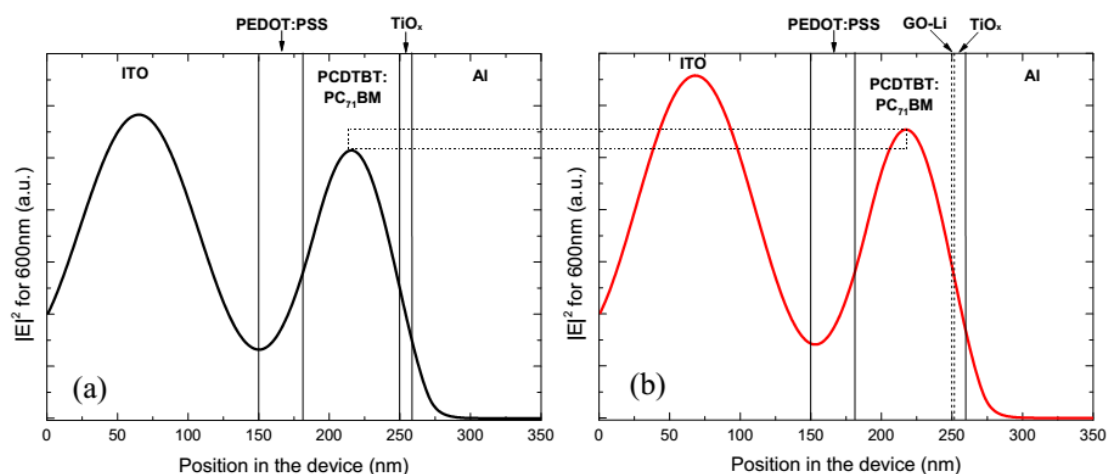 PEDOT:PSS
TiOₓ
ITO
PCDTBT:
PC₇₁BM
Al
|E|² for 600nm (a.u.)
(a)
0 50 100 150 200 250 300 350
Position in the device (nm)
PEDOT:PSS
GO-Li
TiOₓ
ITO
PCDTBT:
PC₇₁BM
Al
|E|² for 600nm (a.u.)
(b)
0 50 100 150 200 250 300 350
Position in the device (nm)